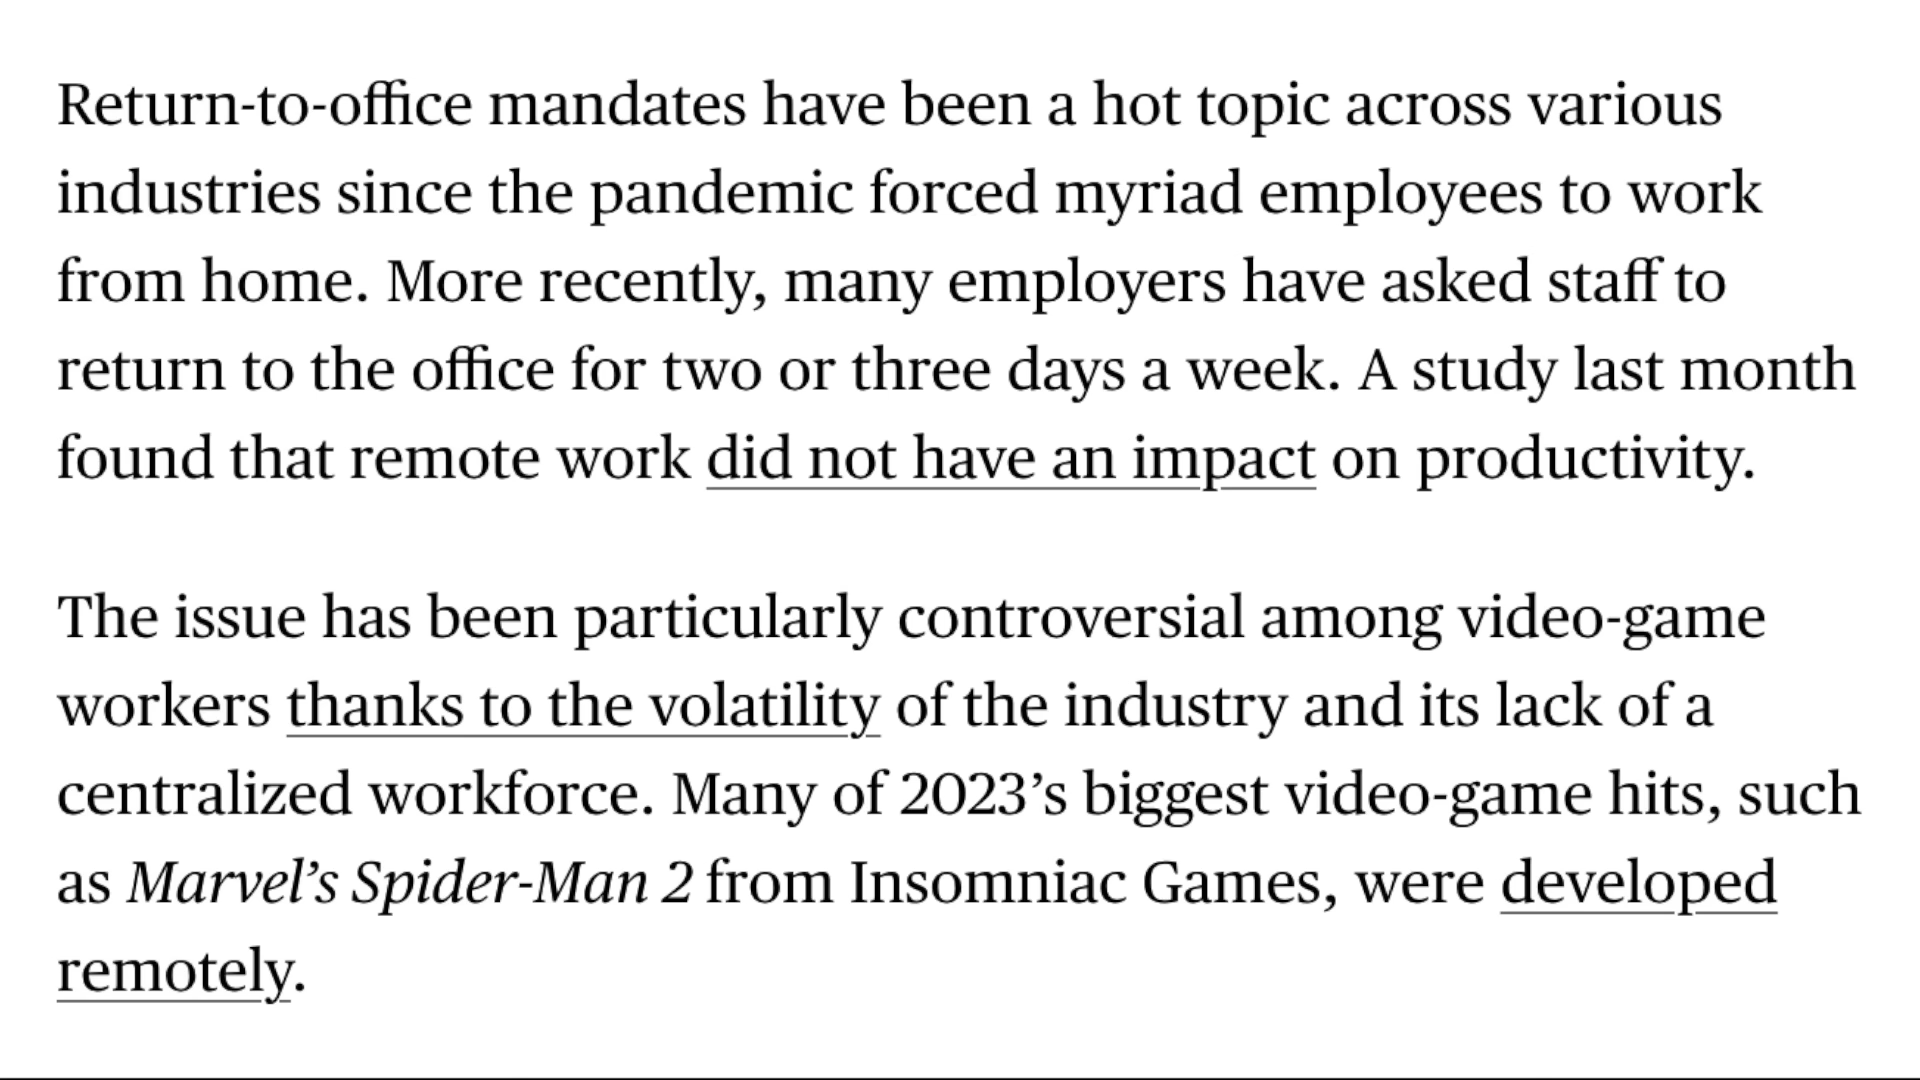 Return-to-office mandates have been a hot topic across various
industries since the pandemic forced myriad employees to work
from home. More recently, many employers have asked staff to
return to the office for two or three days a week. A study last month
found that remote work did not have an impact on productivity.
The issue has been particularly controversial among video-game
workers thanks to the volatility of the industry and its lack of a
centralized workforce. Many of 2023’s biggest video-game hits, such
as Marvel’s Spider-Man 2 from Insomniac Games, were developed
remotely.